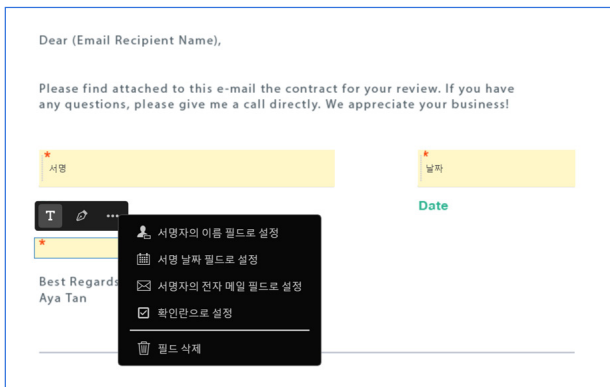 Dear (Email Recipient Name),
Please find attached to this e-mail the contract for your review. If you have
any questions, please give me a call directly. We appreciate your business!
* 서명
* 날짜
Date
T
*
서명자의 이름 필드로 설정
서명 날짜 필드로 설정
서명자의 전자 메일 필드로 설정
확인란으로 설정
필드 삭제
Best Regards
Aya Tan